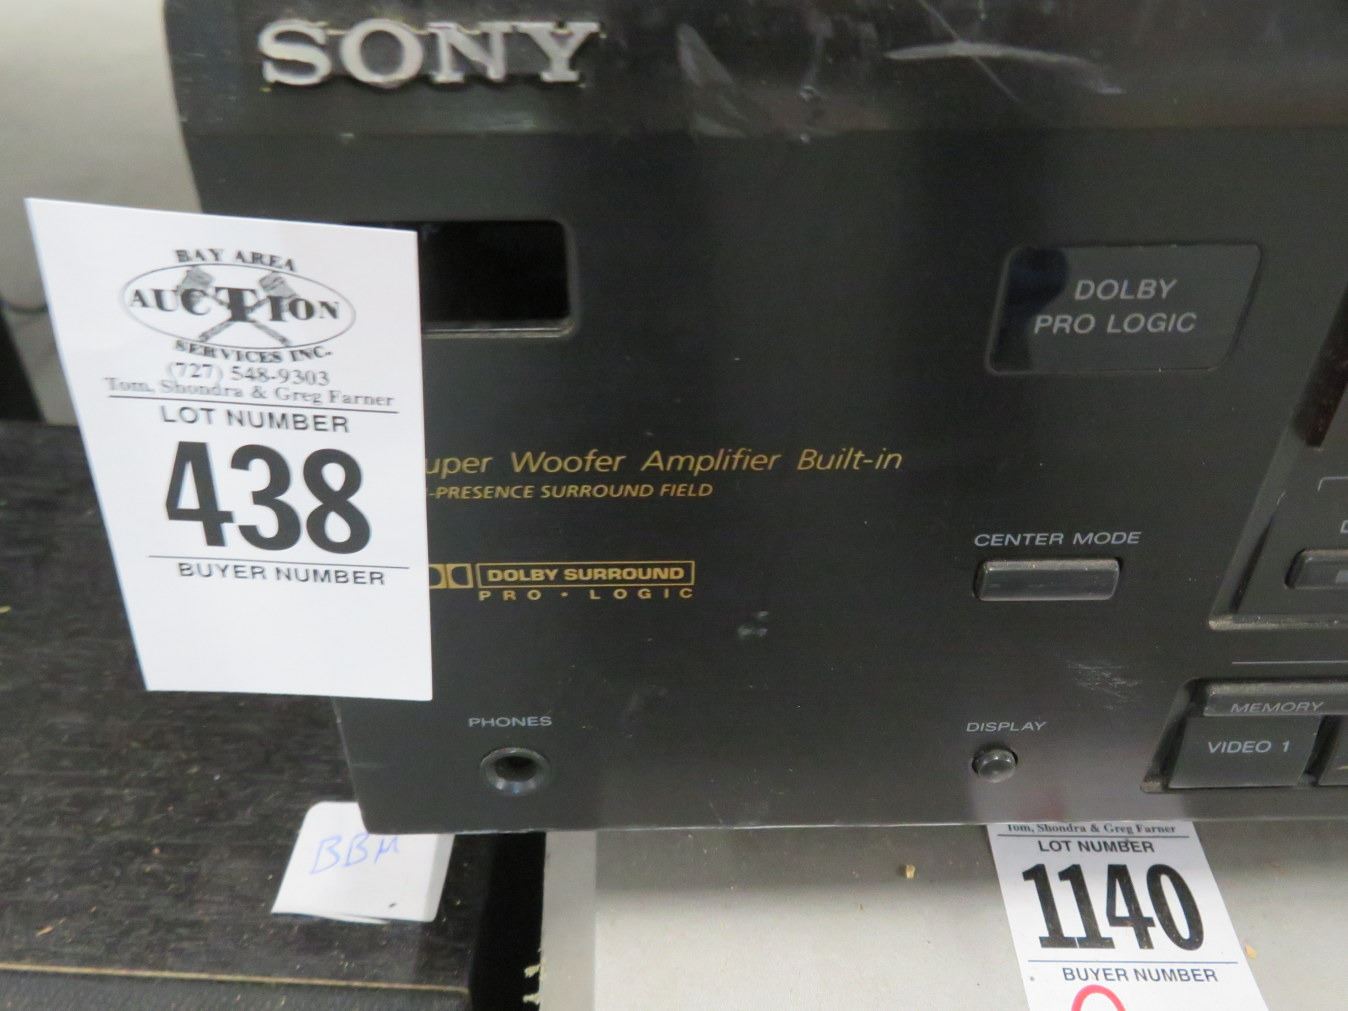 SONY
BAY AREA
AUCTION
SERVICES INC.
(727) 548-9303
Tom, Shondra & Greg Farner
LOT NUMBER
438
BUYER NUMBER
DOLBY
PRO LOGIC
uper Woofer Amplifier Built-in
-PRESENCE SURROUND FIELD
DOLBY SURROUND
PRO • LOGIC
CENTER MODE
PHONES
DISPLAY
MEMORY
VIDEO 1
BBM
Tom, Shondra & Greg Farner
LOT NUMBER
1140
BUYER NUMBER